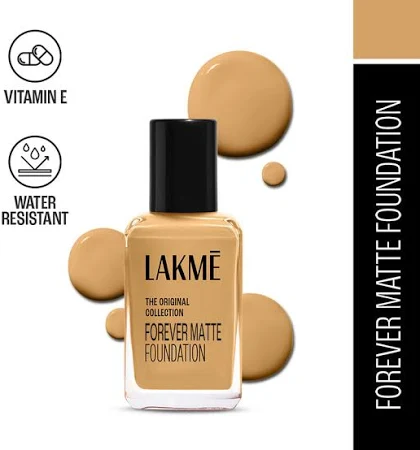 VITAMIN E
WATER
RESISTANT
LAKMĒ
THE ORIGINAL
COLLECTION
FOREVER MATTE
FOUNDATION
FOREVER MATTE FOUNDATION